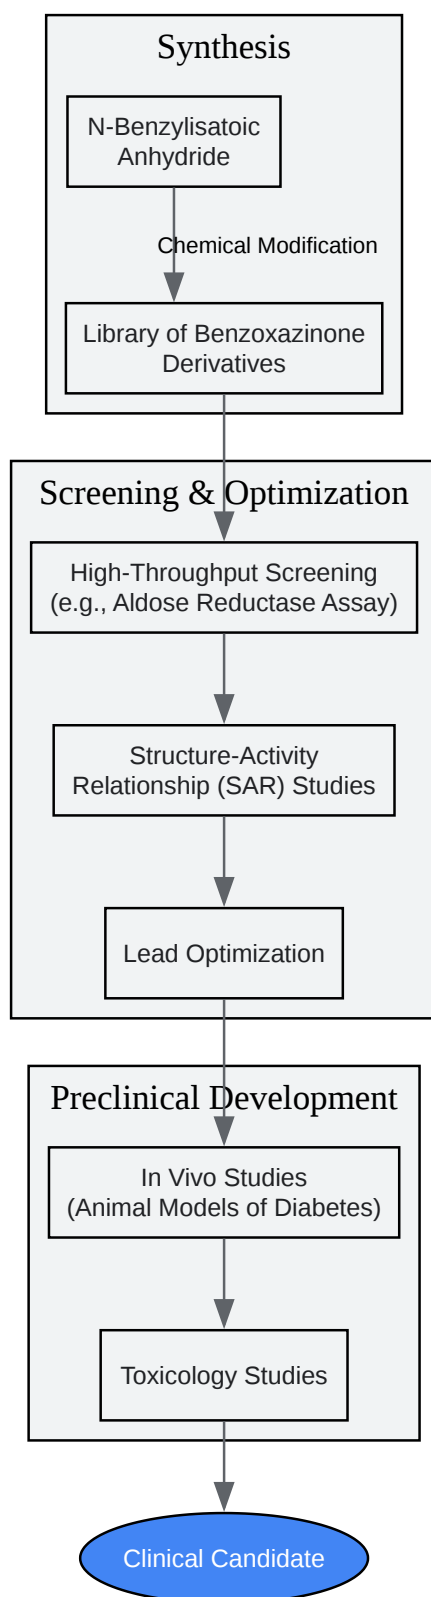 Synthesis
N-Benzylisatoic
Anhydride
Chemical Modification
Library of Benzoxazinone
Derivatives
Screening & Optimization
High-Throughput Screening
(e.g., Aldose Reductase Assay)
Structure-Activity
Relationship (SAR) Studies
Lead Optimization
Preclinical Development
In Vivo Studies
(Animal Models of Diabetes)
Toxicology Studies
Clinical Candidate